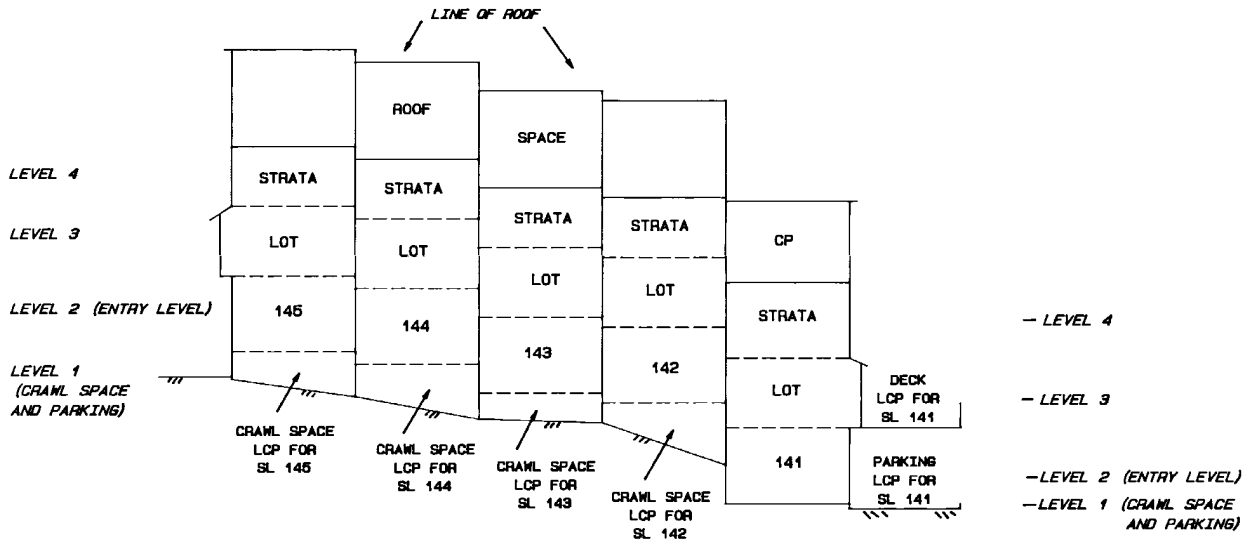 LINE OF ROOF
ROOF
SPACE
LEVEL 4
STRATA
STRATA
STRATA
STRATA
CP
LEVEL 3
LOT
LOT
LOT
LOT
LEVEL 2 (ENTRY LEVEL)
145
144
143
142
STRATA
— LEVEL 4
LEVEL 1
(CRAWL SPACE
AND PARKING)
LOT
DECK
LCP FOR
SL 141
— LEVEL 3
CRAWL SPACE
LCP FOR
SL 145
CRAWL SPACE
LCP FOR
SL 144
CRAWL SPACE
LCP FOR
SL 143
CRAWL SPACE
LCP FOR
SL 142
141
PARKING
LCP FOR
SL 141
— LEVEL 2 (ENTRY LEVEL)
— LEVEL 1 (CRAWL SPACE
AND PARKING)